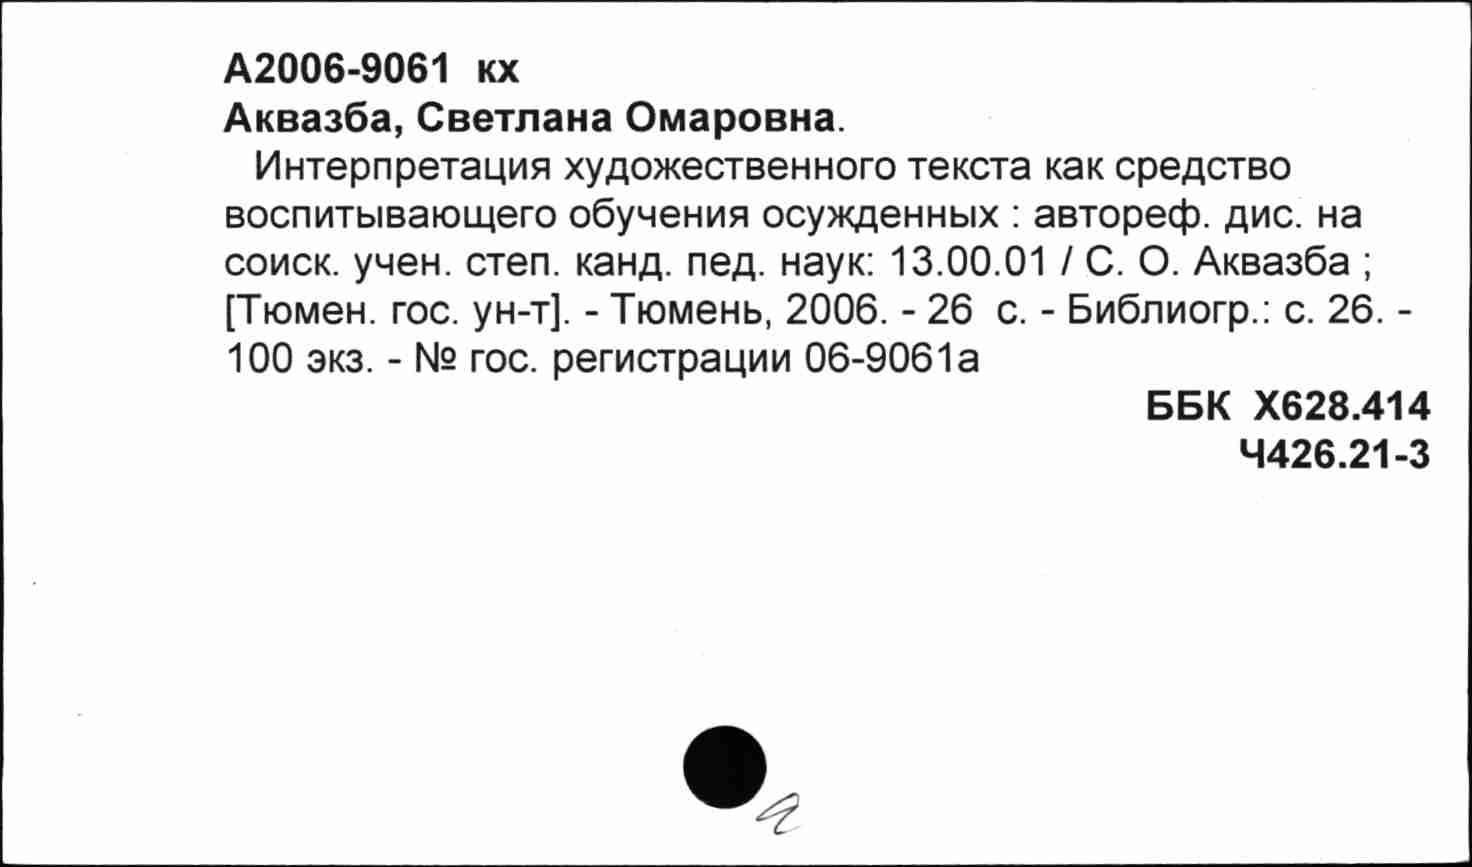 А2006-9061 кх
Аквазба, Светлана Омаровна.
Интерпретация художественного текста как средство
воспитывающего обучения осужденных : автореф. дис. на
соиск. учен. степ. канд. пед. наук: 13.00.01 / С. О. Аквазба ;
[Тюмен. гос. ун-т]. - Тюмень, 2006. - 26 с. - Библиогр.: с. 26. -
100 экз. - № гос. регистрации 06-9061а
ББК Х628.414
Ч426.21-3